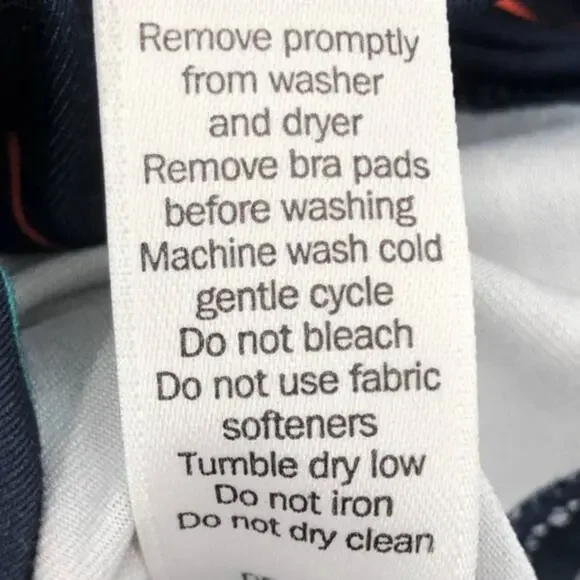 Remove promptly
from washer
and dryer
Remove bra pads
before washing
Machine wash cold
gentle cycle
Do not bleach
Do not use fabric
softeners
Tumble dry low
Do not iron
Do not dry clean